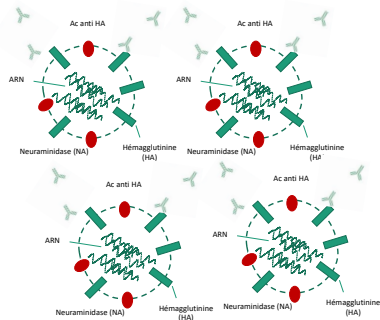 Ac anti HA
ARN
Neuraminidase (NA)
Hémagglutinine
(HA)
Ac anti HA
ARN
Neuraminidase (NA)
Hémagglutinine
(HA
Ac anti HA
ARN
Neuraminidase (NA)
Hémagglutinine
(HA)
Ac anti HA
ARN
Neuraminidase (NA)
Hémagglutinine
(HA)